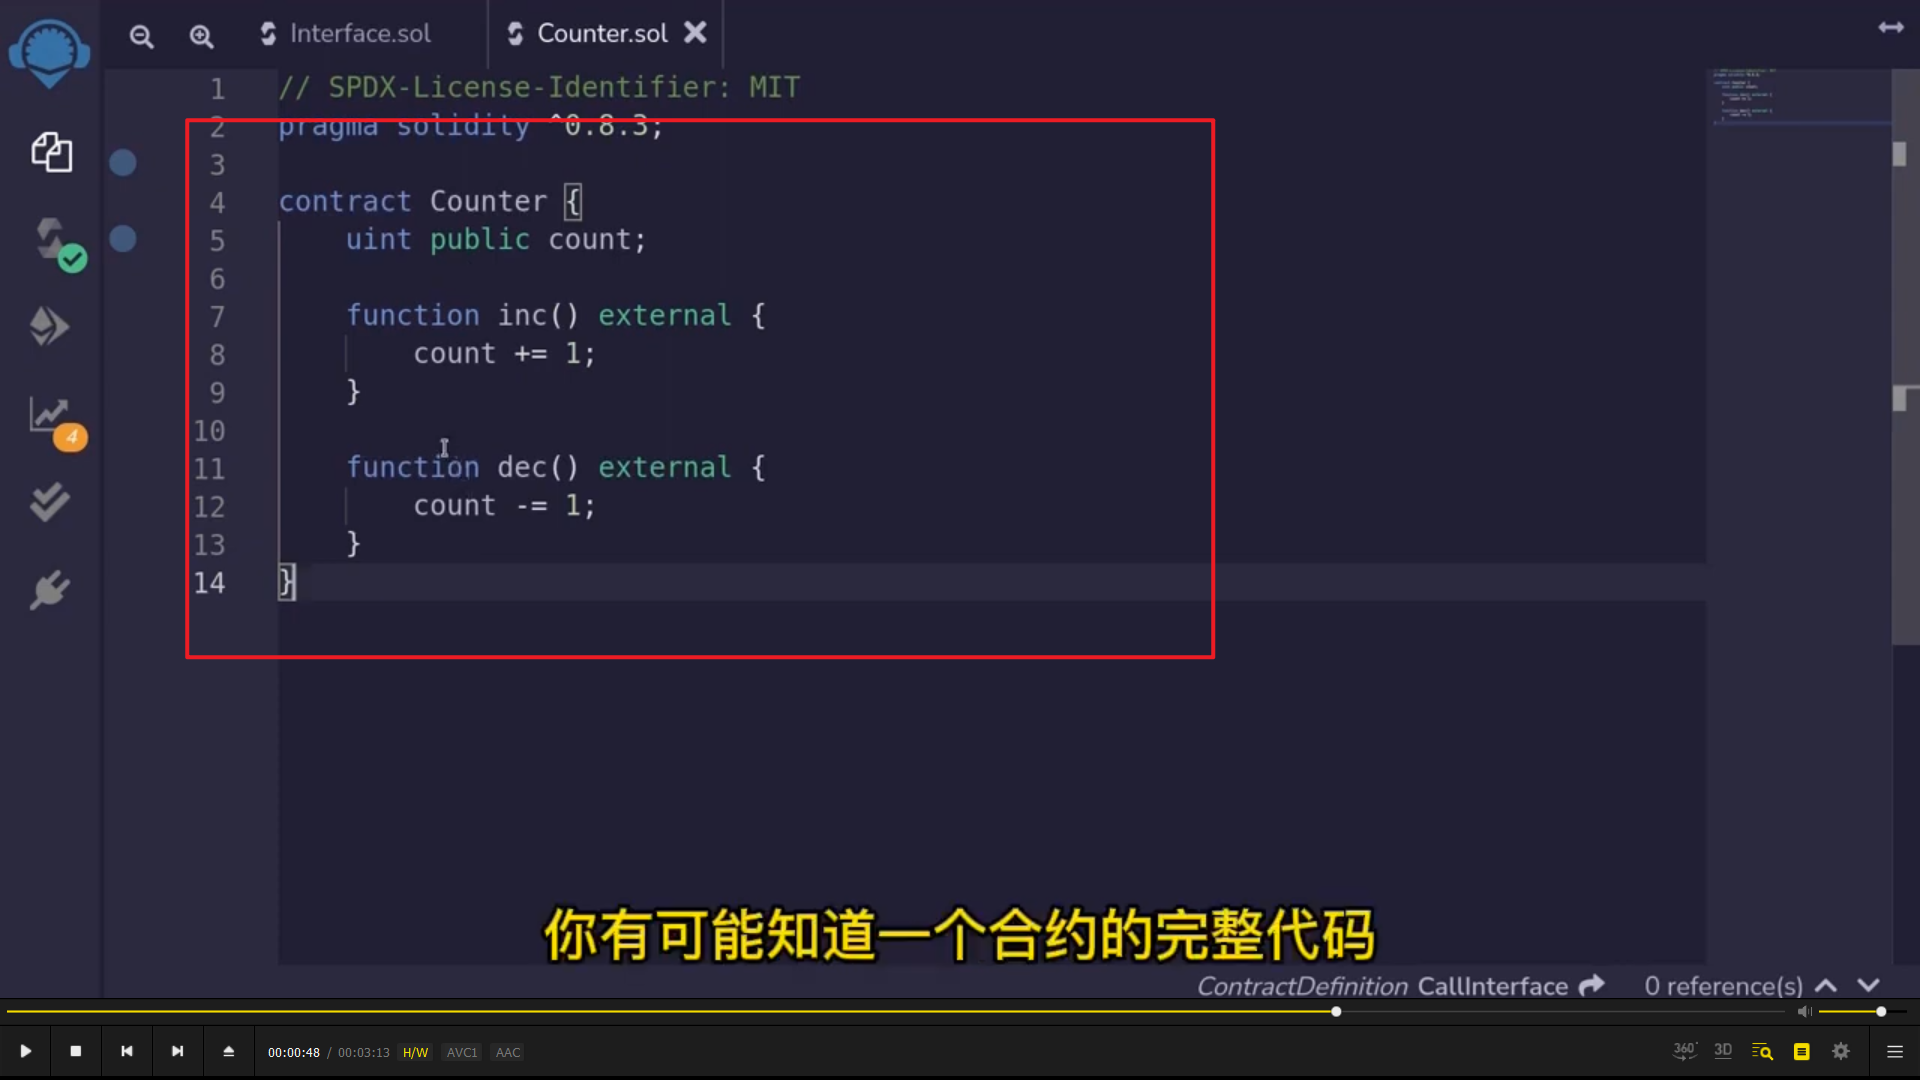 Interface.sol
Counter.sol
1 // SPDX-License-Identifier: MIT
2 pragma solidity ^0.8.3;
3
4 contract Counter {
5 uint public count;
6
7 function inc() external {
8 count += 1;
9 }
10
11 function dec() external {
12 count -= 1;
13 }
14 }
4
你有可能知道一个合约的完整代码
ContractDefinition CallInterface 0 reference(s)
00:00:48 / 00:03:13 H/W AVC1 AAC
360° 3D